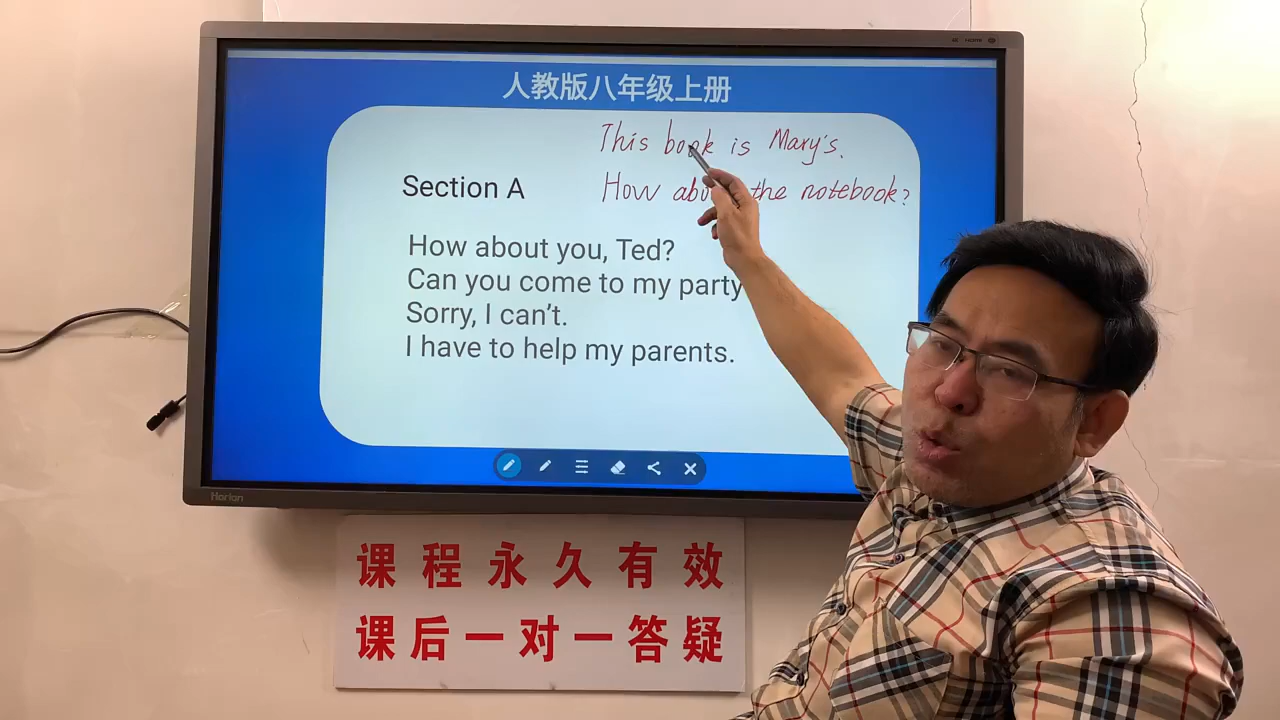 人教版八年级上册
This book is Mary's.
How about the notebook?
Section A
How about you, Ted?
Can you come to my party
Sorry, I can't.
I have to help my parents.
Horion
课程永久有效
课后一对一答疑